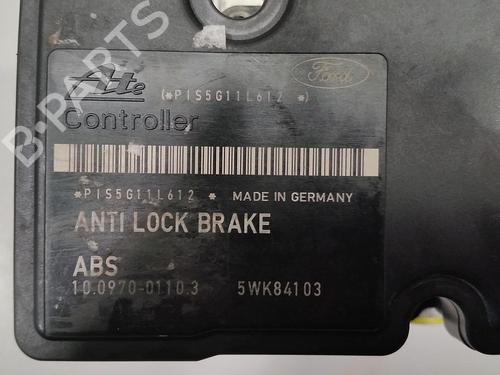 B-PARTS
Ate
(*PIS5G11L612 *)
Ford
Controller
*PIS5G11L612 * MADE IN GERMANY
ANTI LOCK BRAKE
ABS
10.0970-0110.3 5WK84103